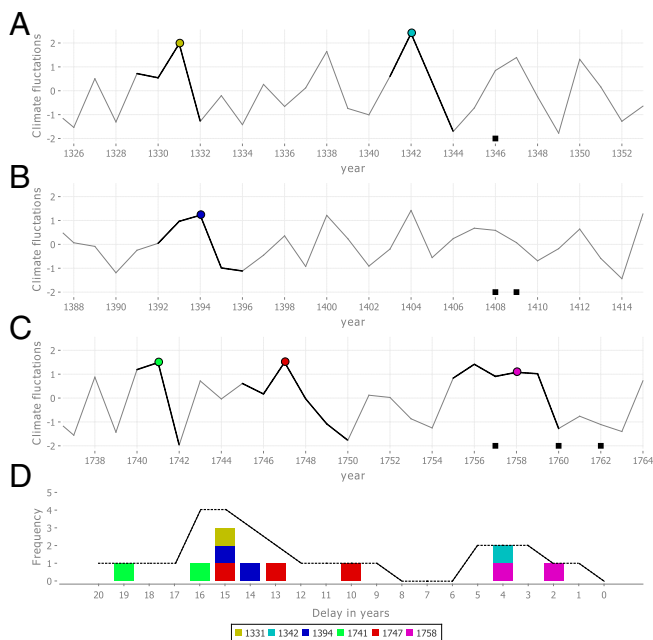 A
Climate fluctations
2
1
0
-1
-2
1326 1328 1330 1332 1334 1336 1338 1340 1342 1344 1346 1348 1350 1352
year
B
Climate fluctations
2
1
0
-1
-2
1388 1390 1392 1394 1396 1398 1400 1402 1404 1406 1408 1410 1412 1414
year
C
Climate fluctations
2
1
0
-1
-2
1738 1740 1742 1744 1746 1748 1750 1752 1754 1756 1758 1760 1762 1764
year
D
Frequency
5
4
3
2
1
0
20 19 18 17 16 15 14 13 12 11 10 9 8 7 6 5 4 3 2 1 0
Delay in years
1331 1342 1394 1741 1747 1758